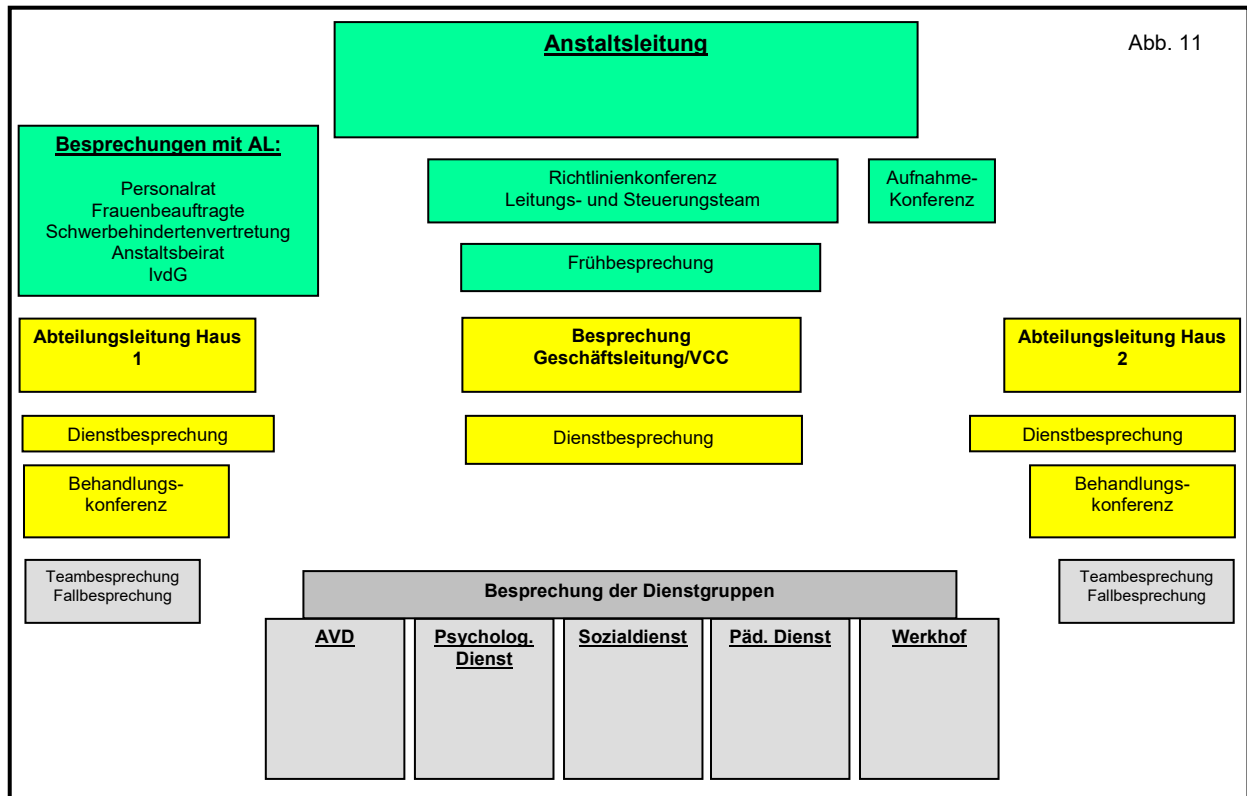 Anstaltsleitung
Abb. 11
Besprechungen mit AL:
Personalrat
Frauenbeauftragte
Schwerbehindertenvertretung
Anstaltsbeirat
IvdG
Richtlinienkonferenz
Leitungs- und Steuerungsteam
Aufnahme-
Konferenz
Frühbesprechung
Abteilungsleitung Haus
1
Besprechung
Geschäftsleitung/VCC
Abteilungsleitung Haus
2
Dienstbesprechung
Dienstbesprechung
Dienstbesprechung
Behandlungs-
konferenz
Behandlungs-
konferenz
Teambesprechung
Fallbesprechung
Besprechung der Dienstgruppen
Teambesprechung
Fallbesprechung
AVD
Psycholog.
Dienst
Sozialdienst
Päd. Dienst
Werkhof